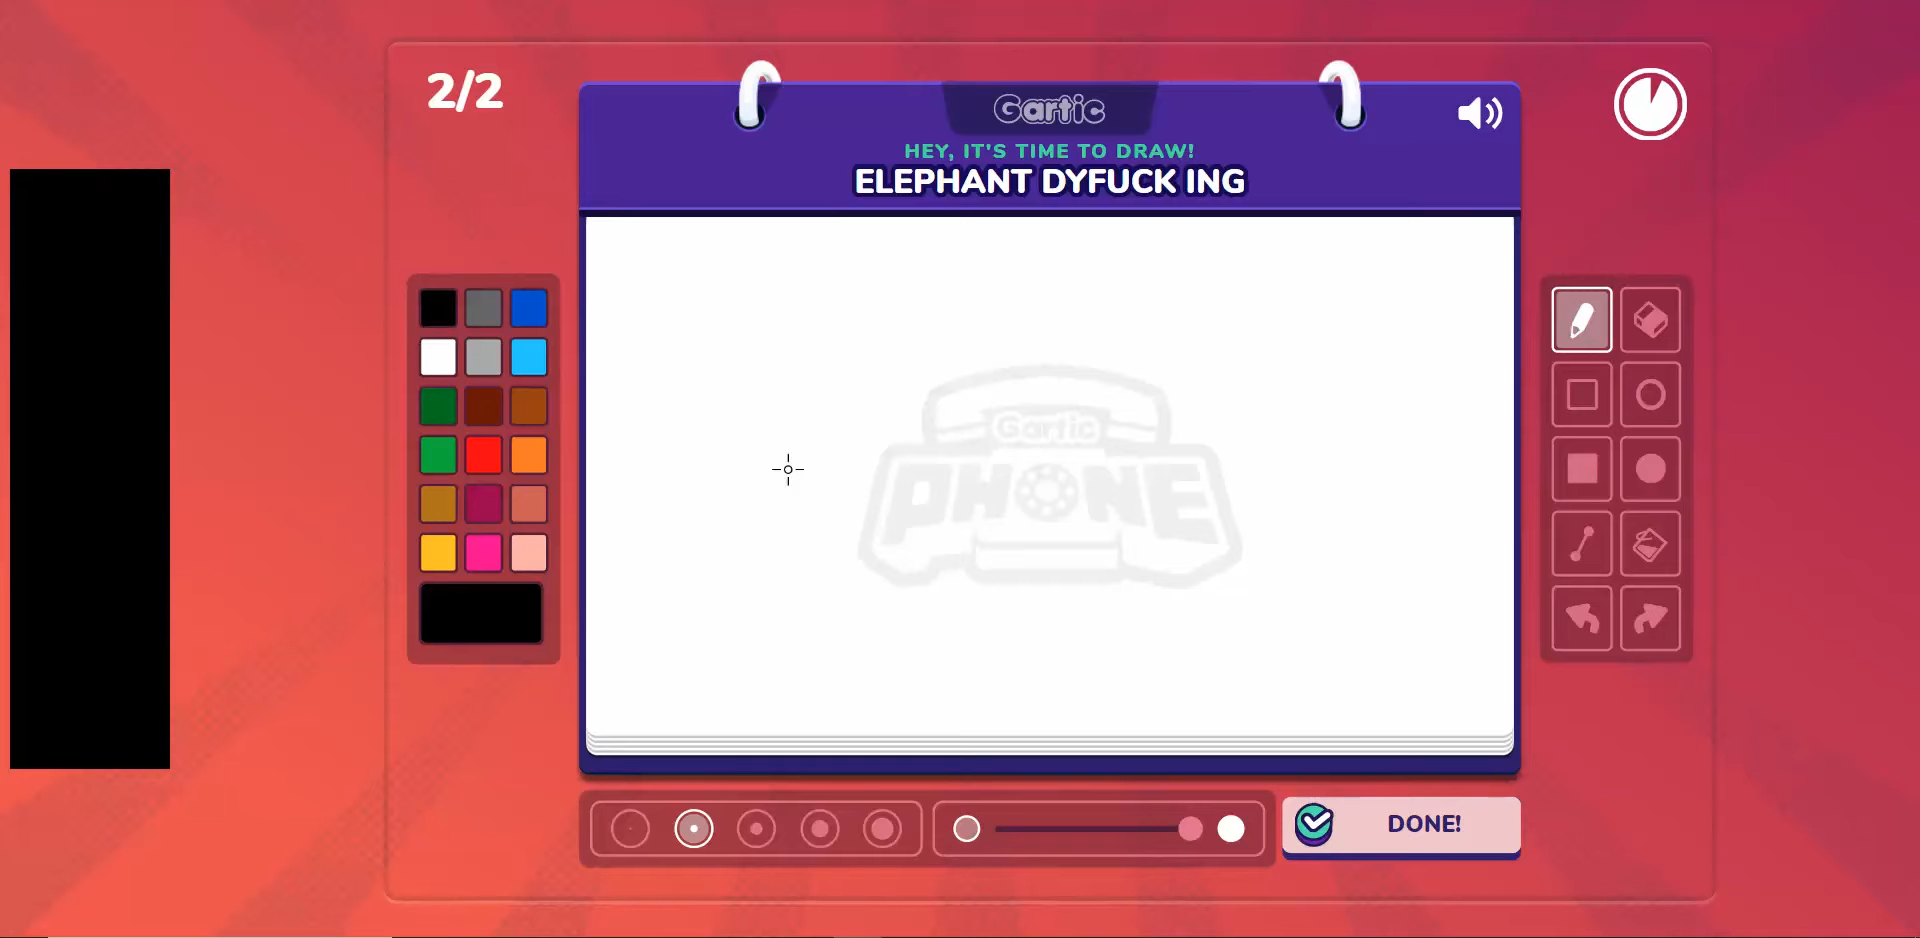 2/2
Gartic
HEY, IT'S TIME TO DRAW!
ELEPHANT DYFUCK ING
Gartic
PHONE
DONE!